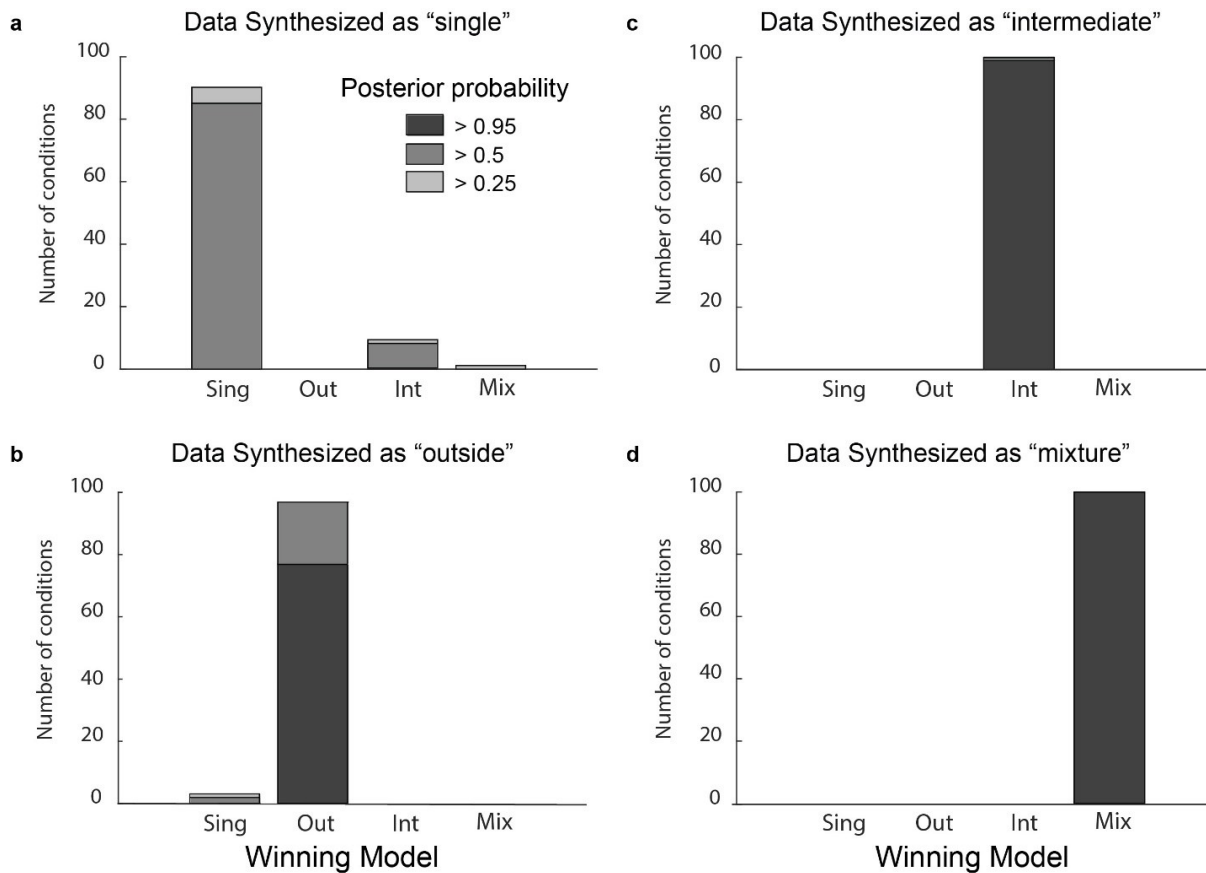 a
Data Synthesized as “single”
100
80
60
40
20
0
Number of conditions
Posterior probability
> 0.95
> 0.5
> 0.25
Sing Out Int Mix
c
Data Synthesized as “intermediate”
100
80
60
40
20
0
Number of conditions
Sing Out Int Mix
b
Data Synthesized as “outside”
100
80
60
40
20
0
Number of conditions
Sing Out Int Mix
Winning Model
d
Data Synthesized as “mixture”
100
80
60
40
20
0
Number of conditions
Sing Out Int Mix
Winning Model